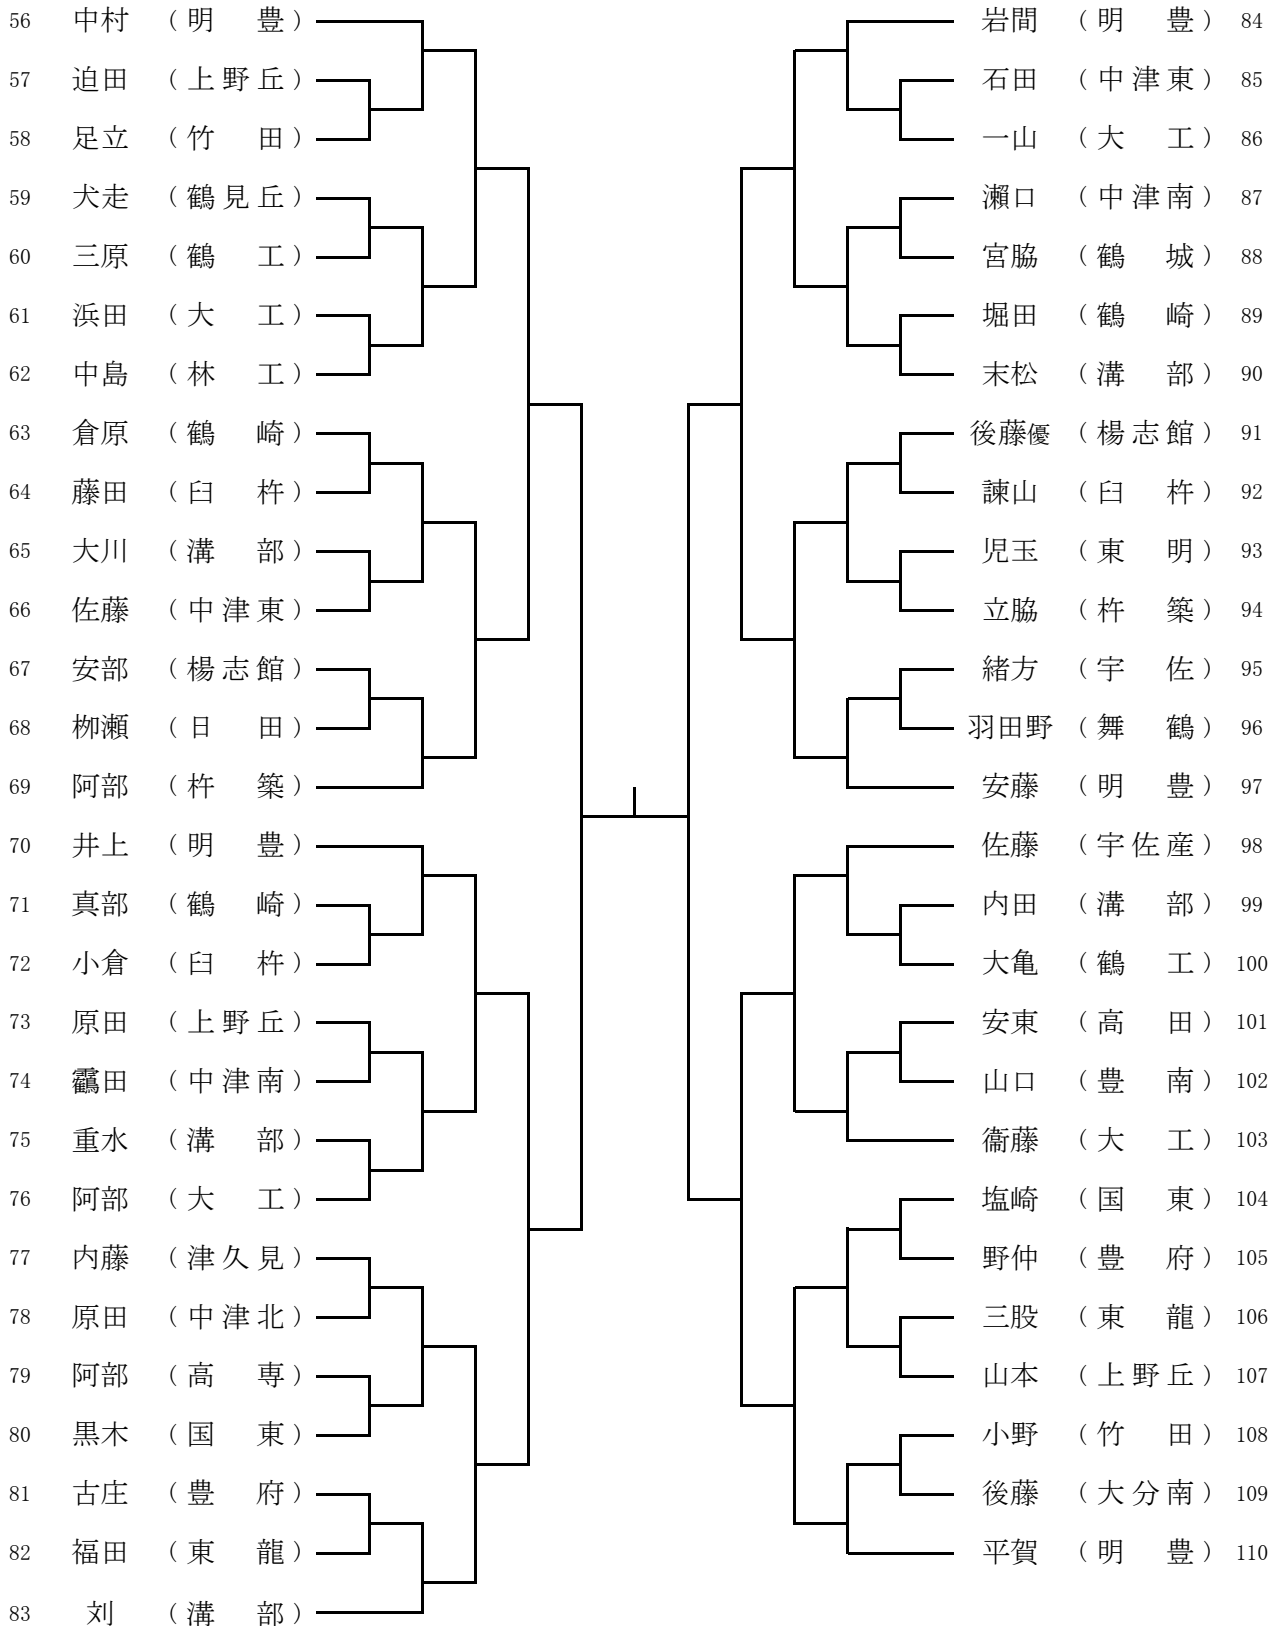 56 中村 （明 豊）
57 迫田 （上野丘）
58 足立 （竹 田）
59 犬走 （鶴見丘）
60 三原 （鶴 工）
61 浜田 （大 工）
62 中島 （林 工）
63 倉原 （鶴 崎）
64 藤田 （臼 杵）
65 大川 （溝 部）
66 佐藤 （中津東）
67 安部 （楊志館）
68 栁瀬 （日 田）
69 阿部 （杵 築）
70 井上 （明 豊）
71 真部 （鶴 崎）
72 小倉 （臼 杵）
73 原田 （上野丘）
74 靏田 （中津南）
75 重水 （溝 部）
76 阿部 （大 工）
77 内藤 （津久見）
78 原田 （中津北）
79 阿部 （高 専）
80 黒木 （国 東）
81 古庄 （豊 府）
82 福田 （東 龍）
83 刘 （溝 部）
岩間 （明 豊） 84
石田 （中津東） 85
一山 （大 工） 86
瀨口 （中津南） 87
宮脇 （鶴 城） 88
堀田 （鶴 崎） 89
末松 （溝 部） 90
後藤優 （楊志館） 91
諌山 （臼 杵） 92
児玉 （東 明） 93
立脇 （杵 築） 94
緒方 （宇 佐） 95
羽田野 （舞 鶴） 96
安藤 （明 豊） 97
佐藤 （宇佐産） 98
内田 （溝 部） 99
大亀 （鶴 工） 100
安東 （高 田） 101
山口 （豊 南） 102
衞藤 （大 工） 103
塩崎 （国 東） 104
野仲 （豊 府） 105
三股 （東 龍） 106
山本 （上野丘） 107
小野 （竹 田） 108
後藤 （大分南） 109
平賀 （明 豊） 110